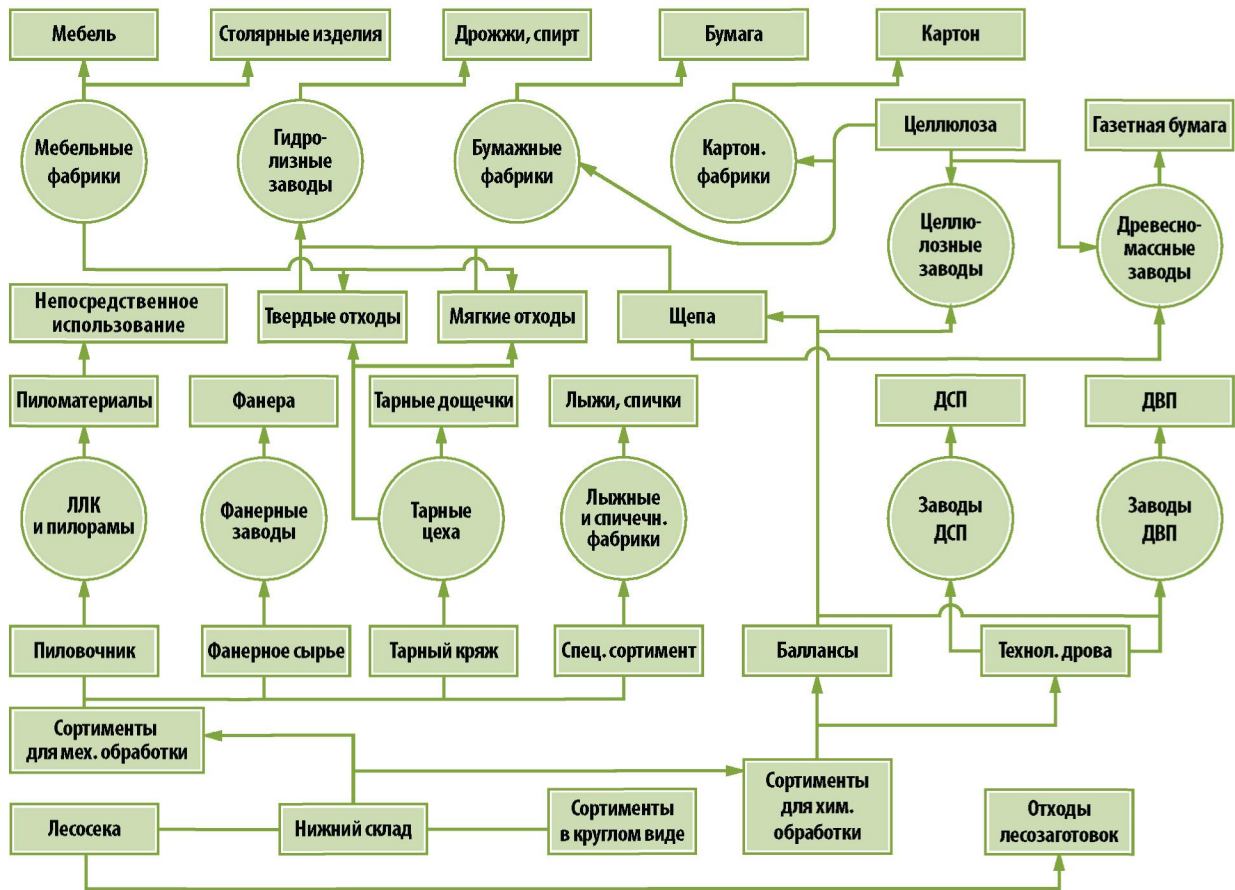 Мебель
Столярные изделия
Дрожжи, спирт
Бумага
Картон
Мебельные
фабрики
Гидро-
лизные
заводы
Бумажные
фабрики
Картон.
фабрики
Целлюлоза
Газетная бумага
Целлю-
лозные
заводы
Древесно-
массные
заводы
Непосредственное
использование
Твердые отходы
Мягкие отходы
Щепа
Пиломатериалы
Фанера
Тарные дощечки
Лыжи, спички
ДСП
ДВП
ЛЛК
и пилорамы
Фанерные
заводы
Тарные
цеха
Лыжные
и спичечн.
фабрики
Заводы
ДСП
Заводы
ДВП
Пиловочник
Фанерное сырье
Тарный кряж
Спец. сортимент
Баллансы
Технол. дрова
Сортименты
для мех. обработки
Лесосека
Нижний склад
Сортименты
в круглом виде
Сортименты
для хим.
обработки
Отходы
лесозаготовок